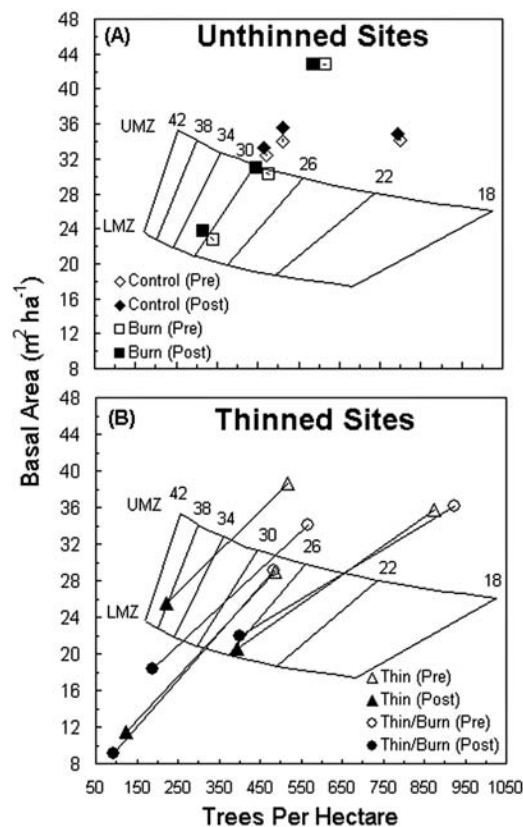 (A) Unthinned Sites
48
44
40
36
32
28
24
20
16
12
8
UMZ
LMZ
42 38 34 30 26 22 18
◇ Control (Pre)
◆ Control (Post)
□ Burn (Pre)
■ Burn (Post)
Basal Area (m² ha⁻¹)
(B) Thinned Sites
48
44
40
36
32
28
24
20
16
12
8
UMZ
LMZ
42 38 34 30 26 22 18
△ Thin (Pre)
▲ Thin (Post)
○ Thin/Burn (Pre)
● Thin/Burn (Post)
50 150 250 350 450 550 650 750 850 950 1050
Trees Per Hectare